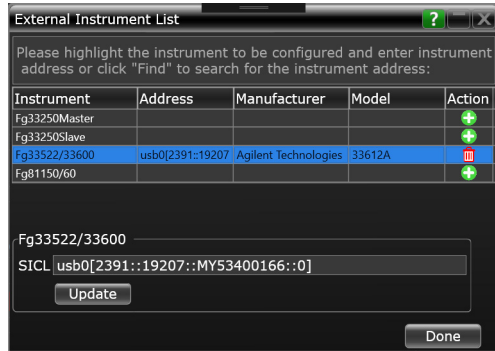 External Instrument List ?
Please highlight the instrument to be configured and enter instrument
address or click "Find" to search for the instrument address:
Instrument Address Manufacturer Model Action
Fg33250Master
Fg33250Slave
Fg33522/33600 usb0[2391::19207 Agilent Technologies 33612A
Fg81150/60
Fg33522/33600
SICL usb0[2391::19207::MY53400166::0]
Update
Done